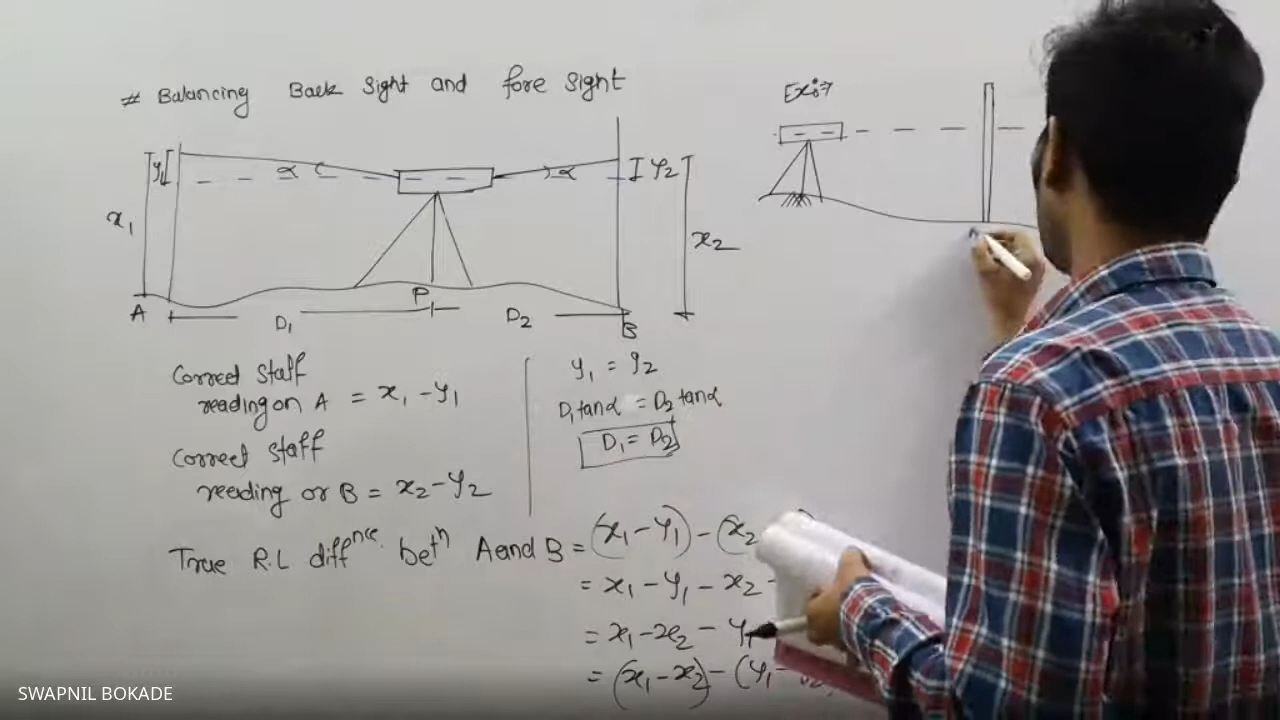 # Balancing Back Sight and fore Sight
Ex:→
y₁
α
α
y₂
x₁
x₂
A
P
B
D₁
D₂
Correct staff
reading on A = x₁ - y₁
Correct staff
reeding or B = x₂ - y₂
y₁ = y₂
D₁ tanα = D₂ tanα
D₁ = D₂
True R.L diffⁿᶜᵉ. betⁿ A and B = (x₁ - y₁) - (x₂
= x₁ - y₁ - x₂
= x₁ - x₂ - y₁
= (x₁ - x₂) - (y₁ -
SWAPNIL BOKADE